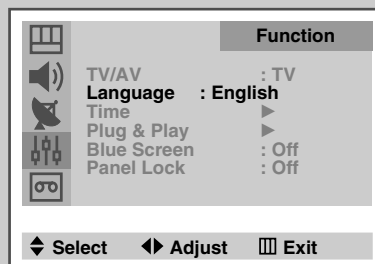 Function
TV/AV : TV
Language : English
Time ►
Plug & Play ►
Blue Screen : Off
Panel Lock : Off
Select Adjust Exit